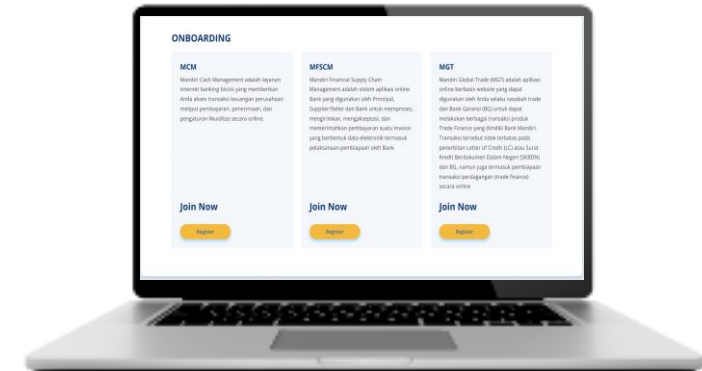 ONBOARDING
MCM
Mandiri Cash Management adalah layanan
internet banking bisnis yang memberikan
Anda akses transaksi keuangan perusahaan
meliputi pembayaran, penerimaan, dan
pengaturan likuiditas secara online.
Join Now
Register
MFSCM
Mandiri Financial Supply Chain
Management adalah sistem aplikasi online
Bank yang digunakan oleh Principal,
Supplier/Seller dan Bank untuk memproses,
mengirimkan, mengakseptasi, dan
memerintahkan pembayaran suatu Invoice
yang berbentuk data elektronik termasuk
pelaksanaan pembiayaan oleh Bank
Join Now
Register
MGT
Mandiri Global Trade (MGT) adalah aplikasi
online berbasis website yang dapat
digunakan oleh Anda selaku nasabah trade
dan Bank Garansi (BG) untuk dapat
melakukan berbagai transaksi produk
Trade Finance yang dimiliki Bank Mandiri.
Transaksi tersebut tidak terbatas pada
penerbitan Letter of Credit (LC) atau Surat
Kredit Berdokumen Dalam Negeri (SKBDN)
dan BG, namun juga termasuk pembiayaan
transaksi perdagangan (trade finance)
secara online
Join Now
Register